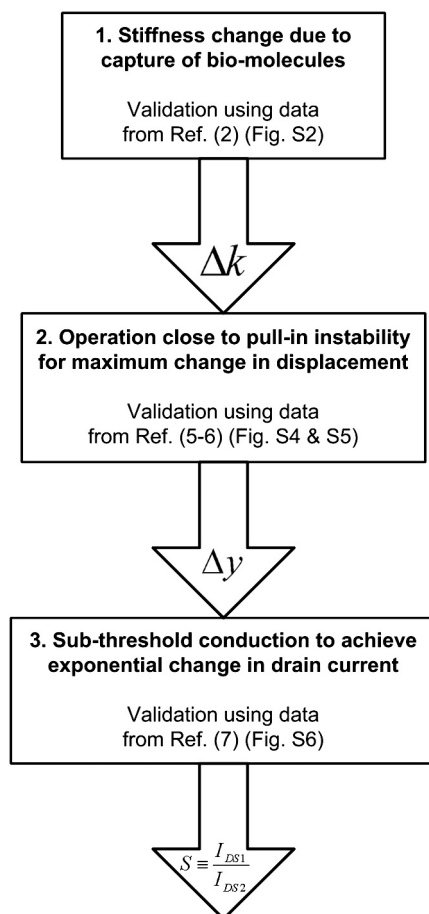 1. Stiffness change due to
capture of bio-molecules
Validation using data
from Ref. (2) (Fig. S2)
Δk
2. Operation close to pull-in instability
for maximum change in displacement
Validation using data
from Ref. (5-6) (Fig. S4 & S5)
Δy
3. Sub-threshold conduction to achieve
exponential change in drain current
Validation using data
from Ref. (7) (Fig. S6)
S ≡ I_DS1 / I_DS2